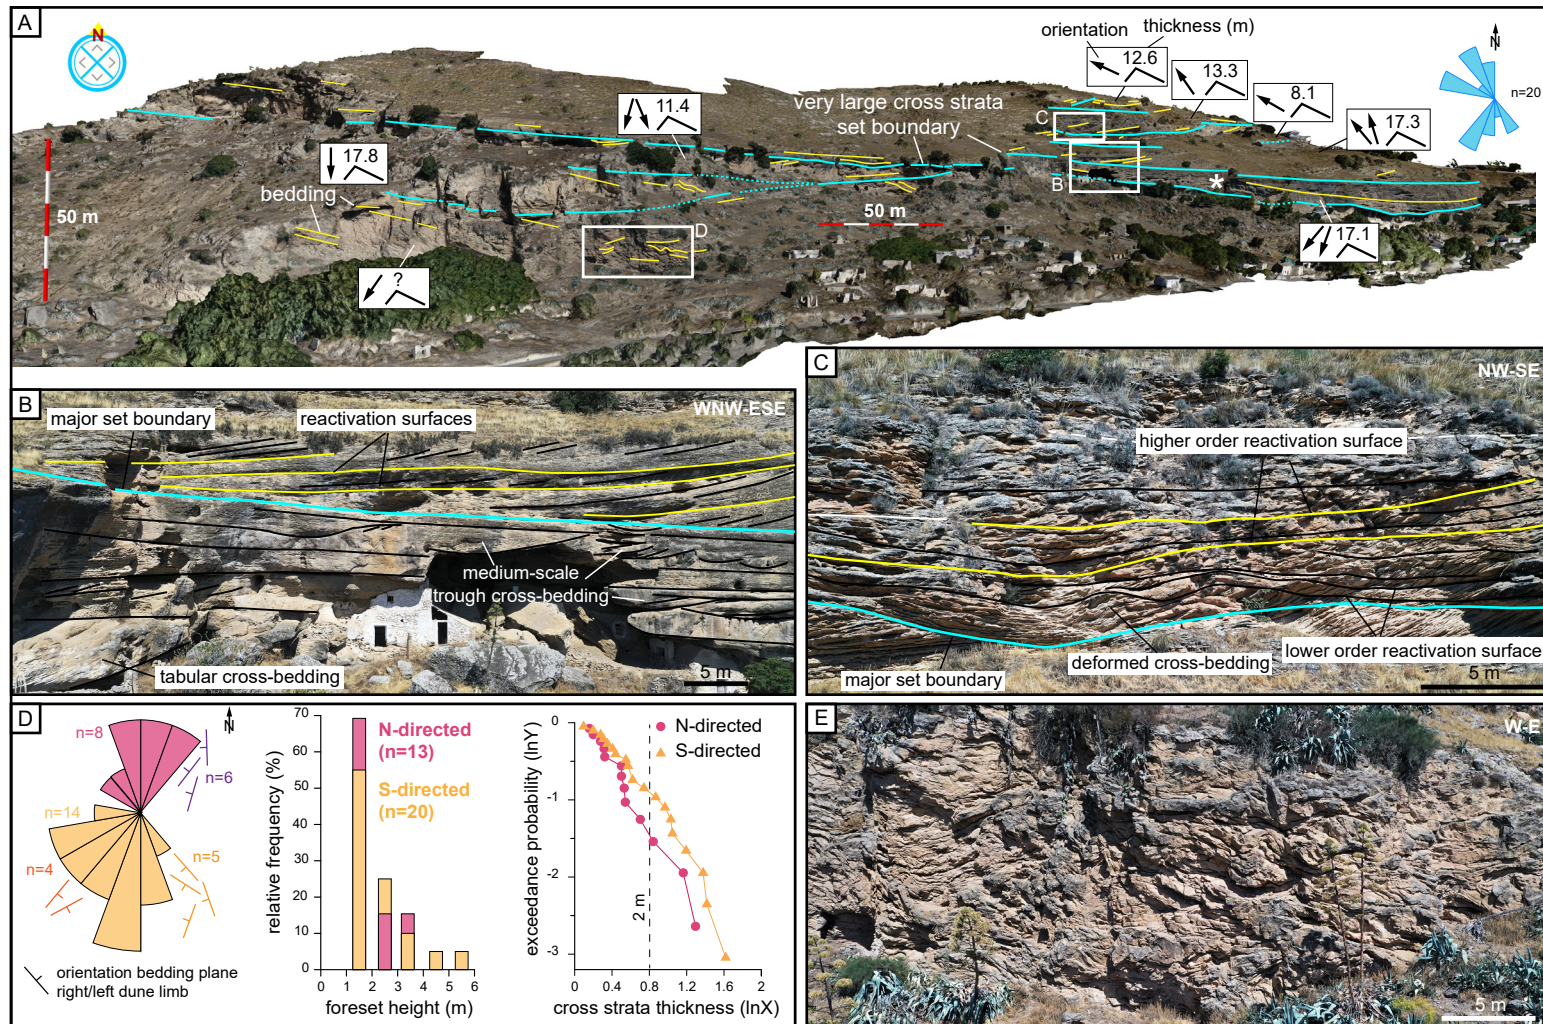 A
N
orientation
thickness (m)
12.6
13.3
8.1
17.3
N
n=20
11.4
very large cross strata
set boundary
C
B
*
17.8
bedding
50 m
50 m
D
17.1
?
B
major set boundary
reactivation surfaces
WNW-ESE
medium-scale
trough cross-bedding
tabular cross-bedding
5 m
C
NW-SE
higher order reactivation surface
lower order reactivation surface
deformed cross-bedding
major set boundary
5 m
D
N
n=8
n=6
n=14
n=5
n=4
orientation bedding plane
right/left dune limb
relative frequency (%)
70
60
50
40
30
20
10
0
0 1 2 3 4 5 6
foreset height (m)
N-directed
(n=13)
S-directed
(n=20)
exceedance probability (lnY)
0
-1
-2
-3
0 0.4 0.8 1.2 1.6 2
cross strata thickness (lnX)
2 m
N-directed
S-directed
E
W-E
5 m